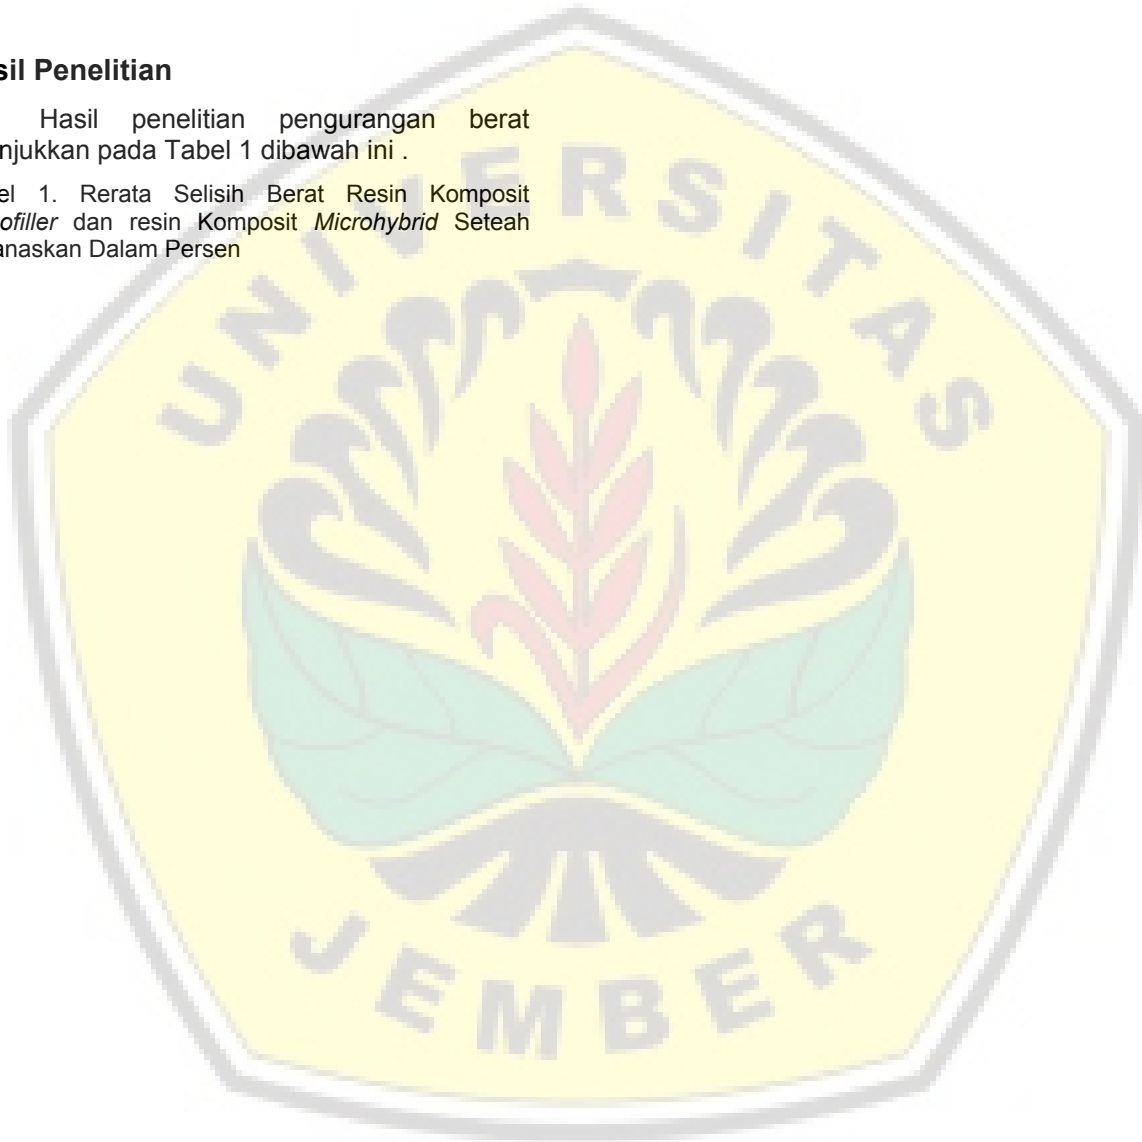 sil Penelitian
Hasil penelitian pengurangan berat
njukkan pada Tabel 1 dibawah ini .
el 1. Rerata Selisih Berat Resin Komposit
ofiller dan resin Komposit Microhybrid Seteah
anaskan Dalam Persen
UNIVERSITAS
JEMBER